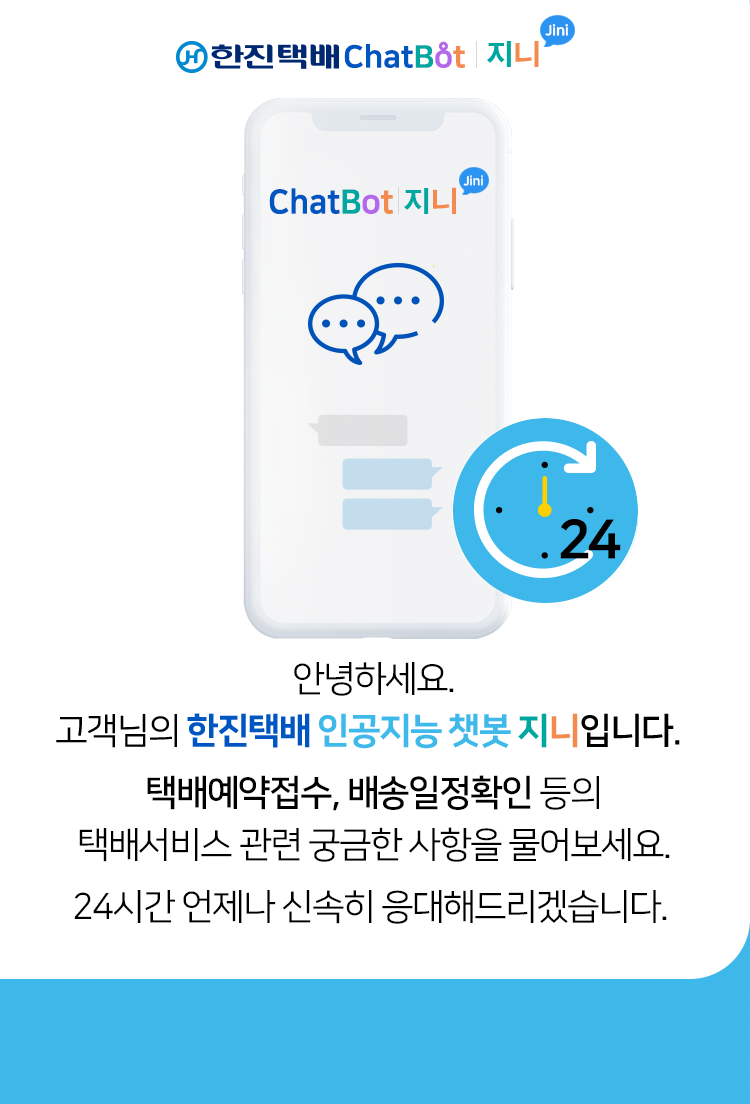 한진택배 ChatBot | 지니 Jini
ChatBot | 지니 Jini
24
안녕하세요.
고객님의 한진택배 인공지능 챗봇 지니입니다.
택배예약접수, 배송일정확인 등의
택배서비스 관련 궁금한 사항을 물어보세요.
24시간 언제나 신속히 응대해드리겠습니다.